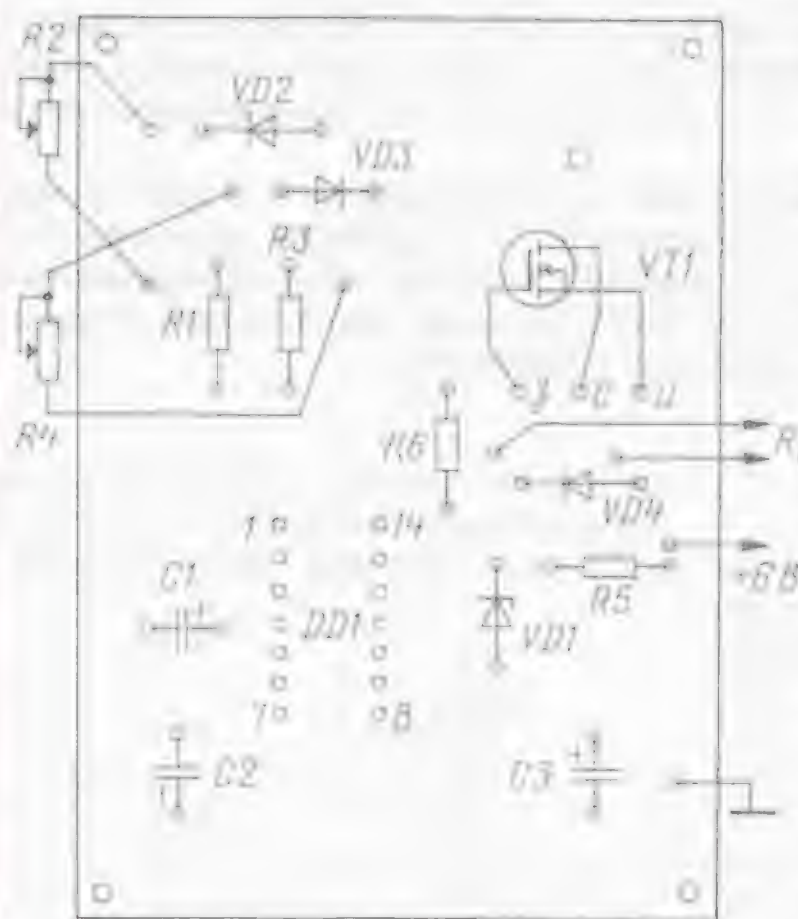 R2
VD2
VD3
R3
VT1
R1
З С И
R4
R6
VD4
1 14
C1
DD1
R5
VD1
7 8
C2
C3